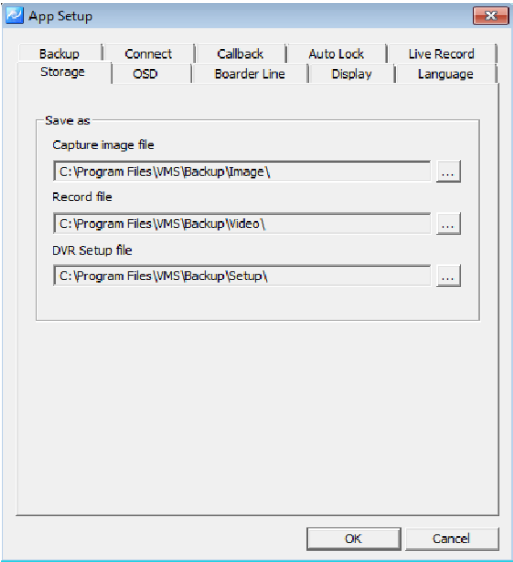 App Setup
Backup Connect Callback Auto Lock Live Record
Storage OSD Boarder Line Display Language
Save as
Capture image file
C:\Program Files\VMS\Backup\Image\ ...
Record file
C:\Program Files\VMS\Backup\Video\ ...
DVR Setup file
C:\Program Files\VMS\Backup\Setup\ ...
OK Cancel